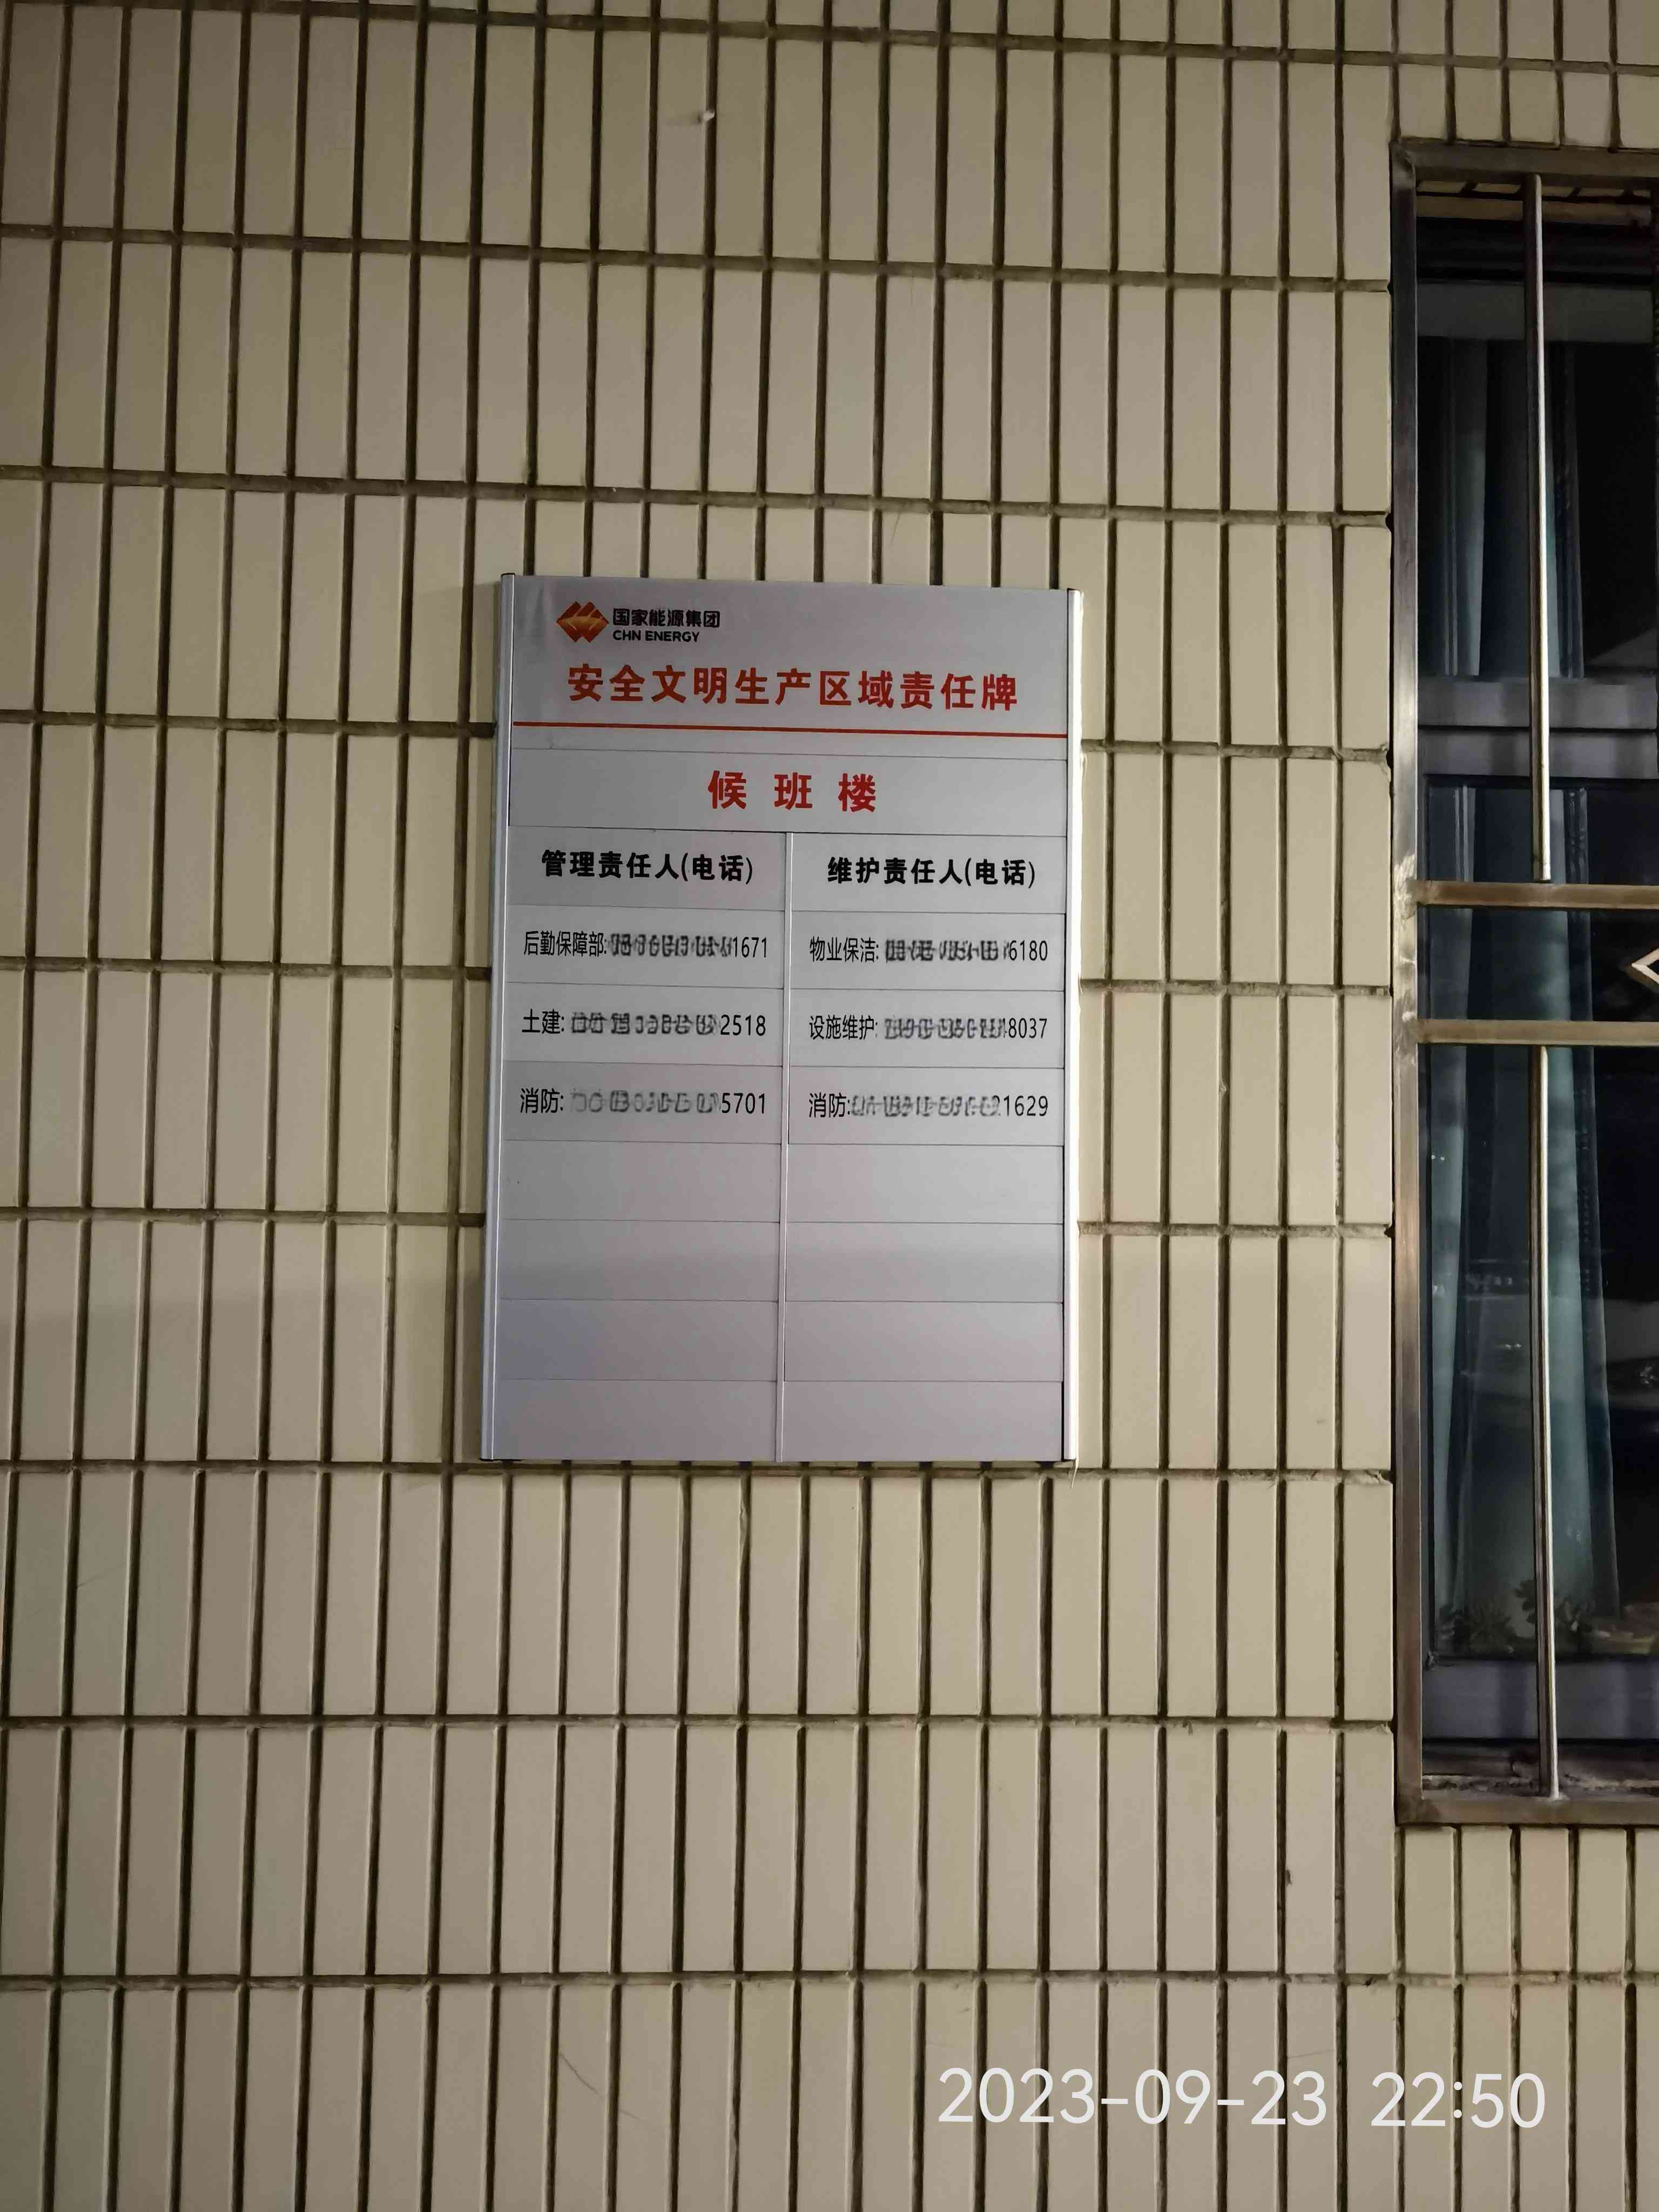 国家能源集团
CHN ENERGY
安全文明生产区域责任牌
候班楼
管理责任人(电话) 维护责任人(电话)
后勤保障部: 1671 物业保洁: 6180
土建: 2518 设施维护: 8037
消防: 5701 消防: 1629
2023-09-23 22:50